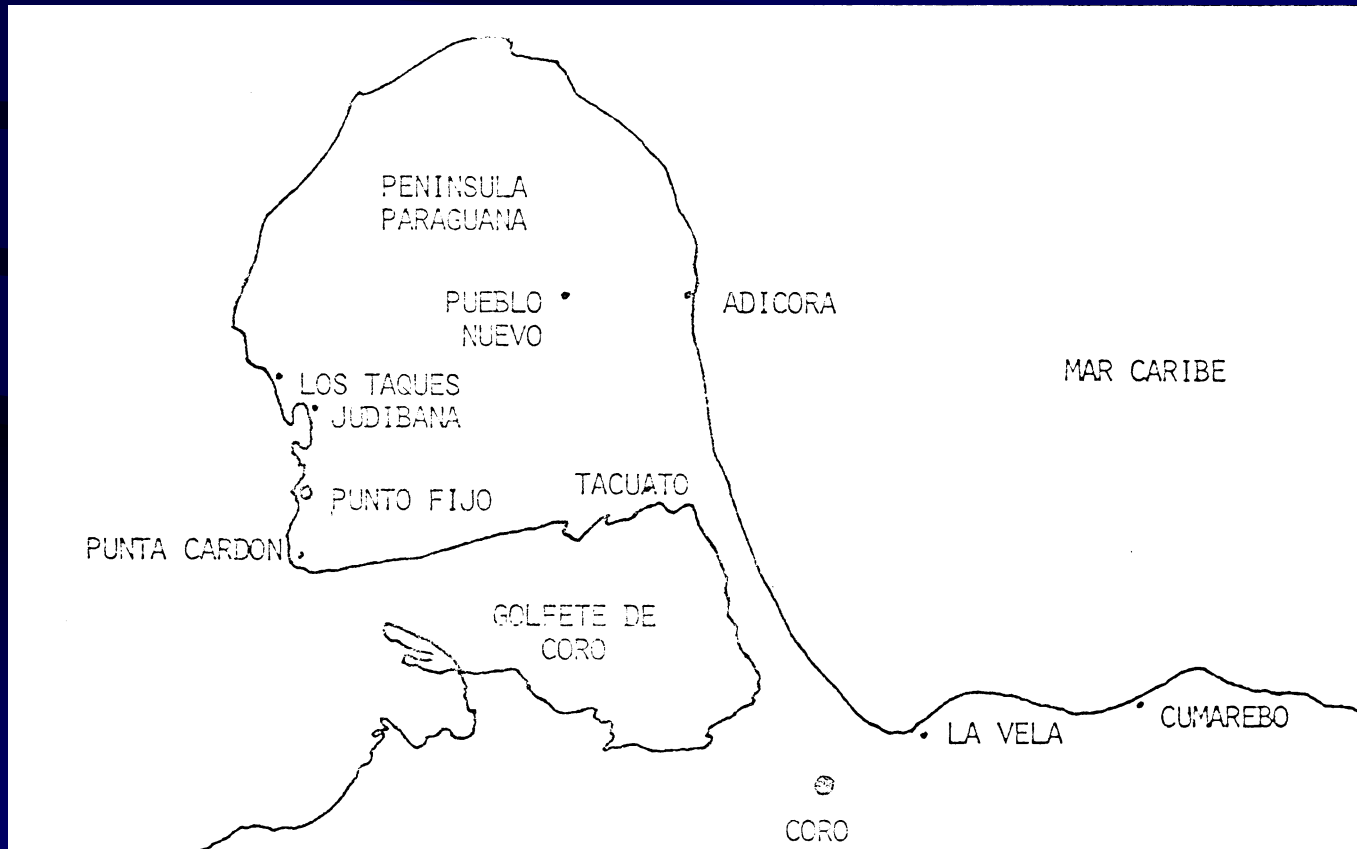 PENINSULA
PARAGUANA
PUEBLO
NUEVO
ADICORA
MAR CARIBE
LOS TAQUES
JUDIBANA
TACUATO
PUNTO FIJO
PUNTA CARDON
GOLFETE DE
CORO
CUMAREBO
LA VELA
CORO